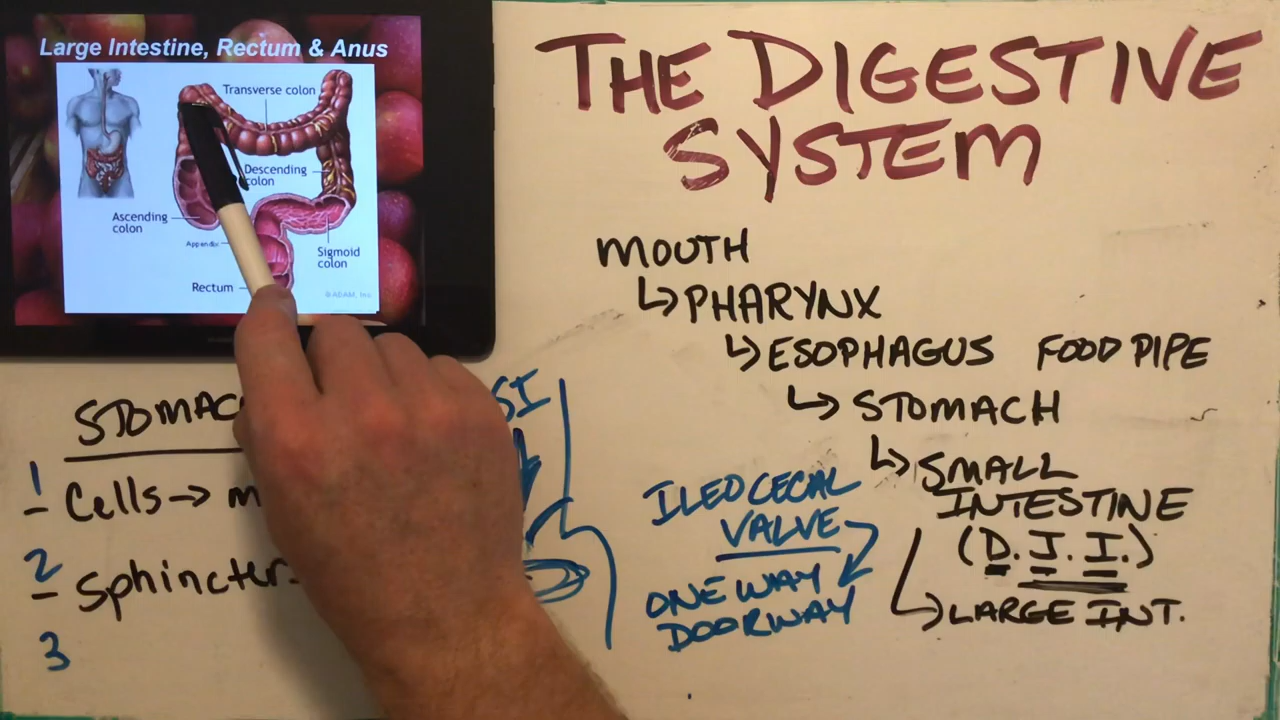 Large Intestine, Rectum & Anus
Transverse colon
Descending
colon
Ascending
colon
Appendix
Sigmoid
colon
Rectum
©ADAM, Inc
THE DIGESTIVE
SYSTEM
MOUTH
↳ PHARYNX
↳ ESOPHAGUS FOOD PIPE
↳ STOMACH
↳ SMALL
INTESTINE
(D. J. I.)
↳ LARGE INT.
ILEOCECAL
VALVE
ONE WAY
DOORWAY
SI
STOMAC
1 - Cells → m
2 - Sphincter-
3